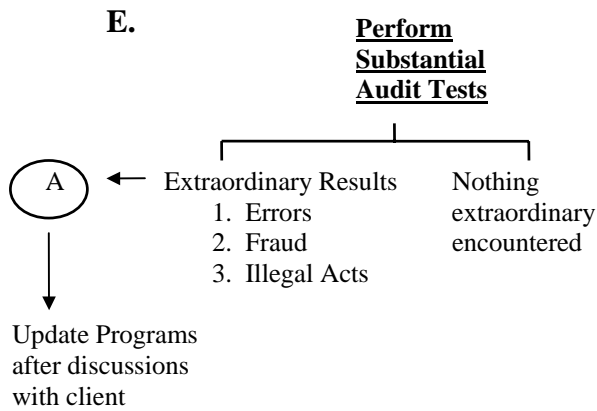 E.
Perform
Substantial
Audit Tests
A
Extraordinary Results
1. Errors
2. Fraud
3. Illegal Acts
Nothing
extraordinary
encountered
Update Programs
after discussions
with client